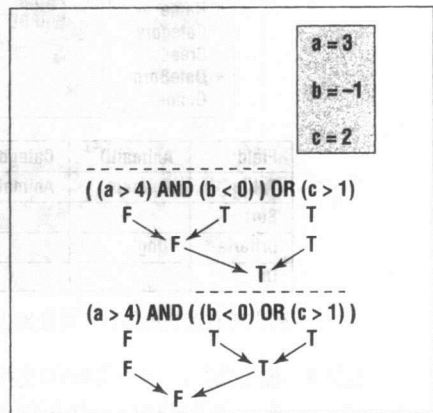 a = 3
b = –1
c = 2
( (a > 4) AND (b < 0) ) OR (c > 1)
F T T
F T
T
(a > 4) AND ( (b < 0) OR (c > 1) )
F T T
F T
F